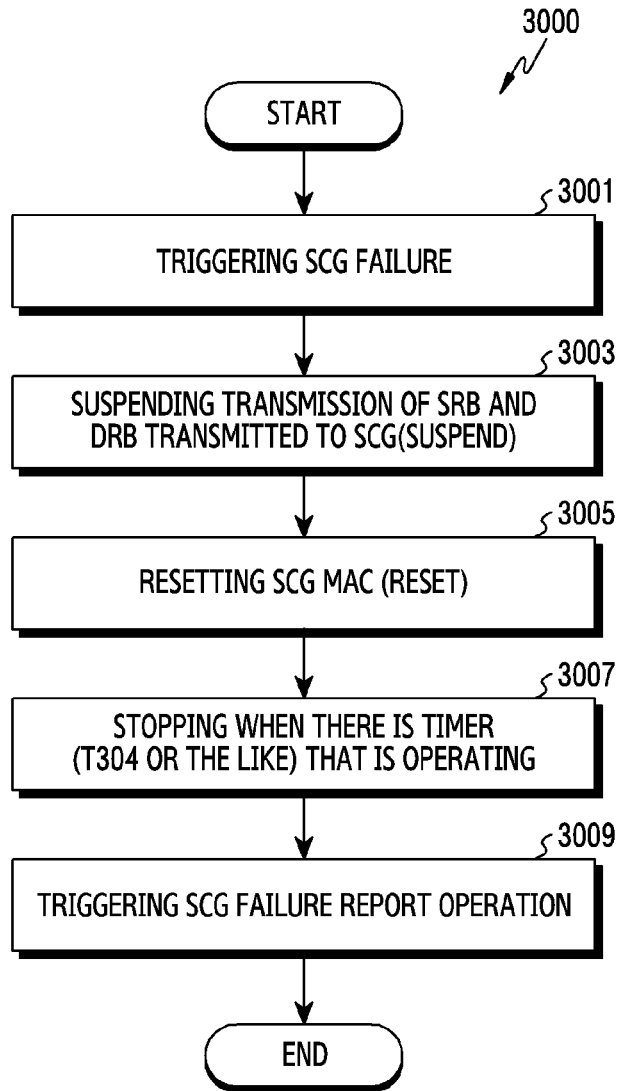 3000
START
3001
TRIGGERING SCG FAILURE
3003
SUSPENDING TRANSMISSION OF SRB AND
DRB TRANSMITTED TO SCG(SUSPEND)
3005
RESETTING SCG MAC (RESET)
3007
STOPPING WHEN THERE IS TIMER
(T304 OR THE LIKE) THAT IS OPERATING
3009
TRIGGERING SCG FAILURE REPORT OPERATION
END